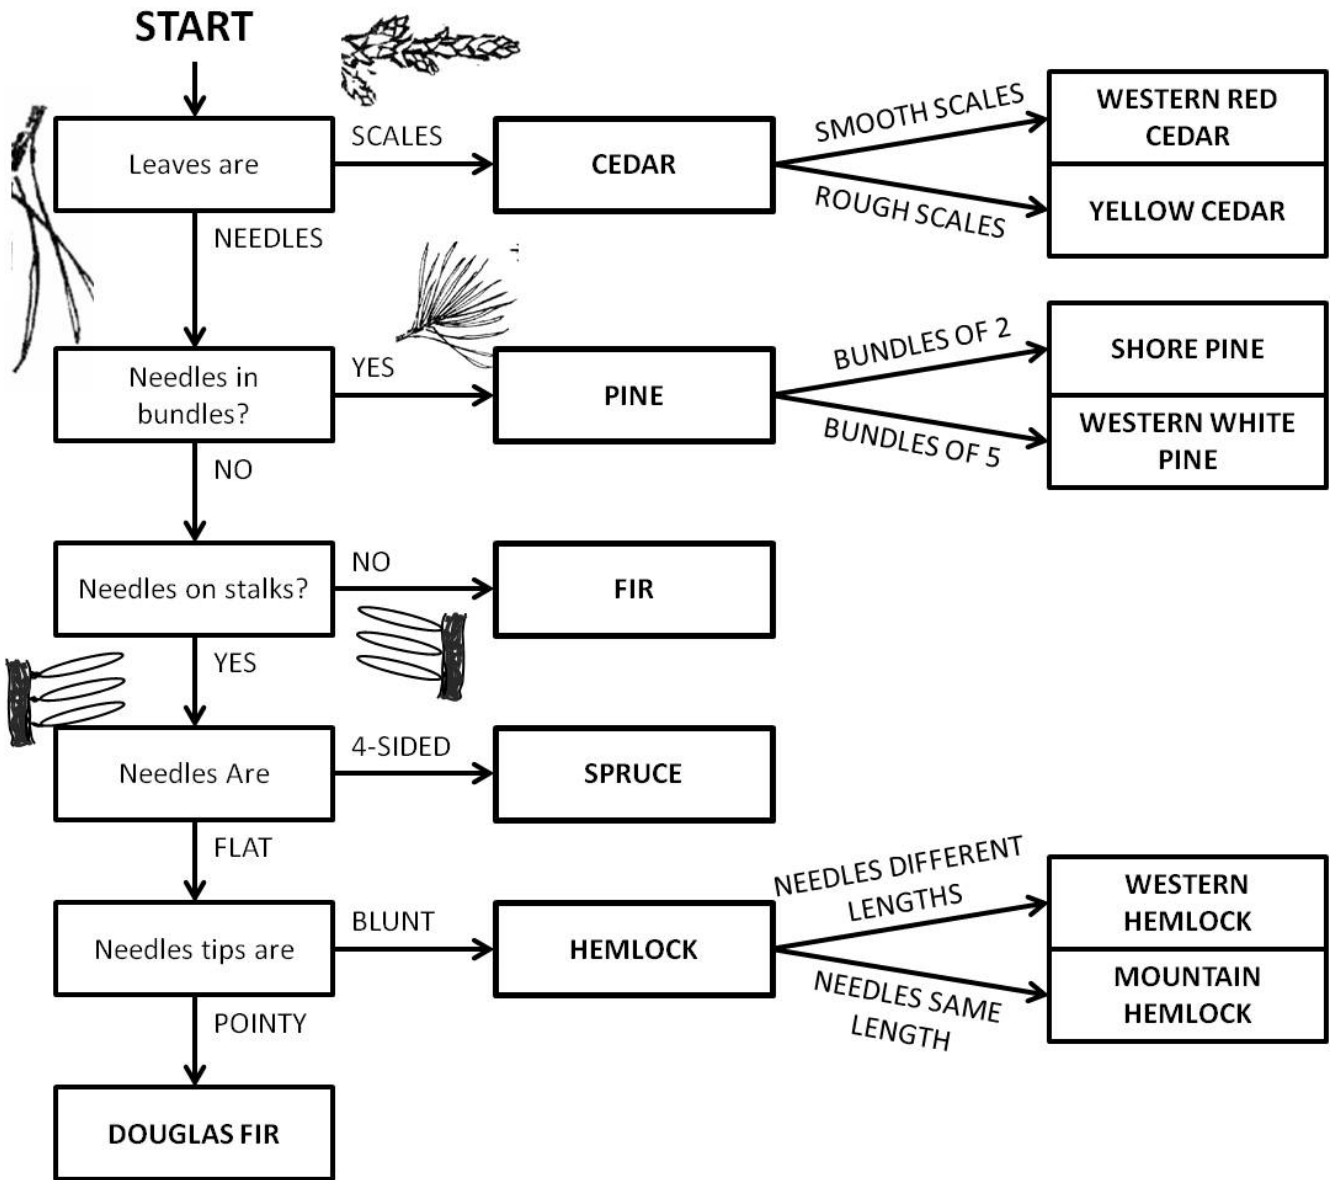 START
Leaves are
SCALES
CEDAR
SMOOTH SCALES
WESTERN RED
CEDAR
ROUGH SCALES
YELLOW CEDAR
NEEDLES
Needles in
bundles?
YES
PINE
BUNDLES OF 2
SHORE PINE
BUNDLES OF 5
WESTERN WHITE
PINE
NO
Needles on stalks?
NO
FIR
YES
Needles Are
4-SIDED
SPRUCE
FLAT
Needles tips are
BLUNT
HEMLOCK
NEEDLES DIFFERENT
LENGTHS
WESTERN
HEMLOCK
NEEDLES SAME
LENGTH
MOUNTAIN
HEMLOCK
POINTY
DOUGLAS FIR